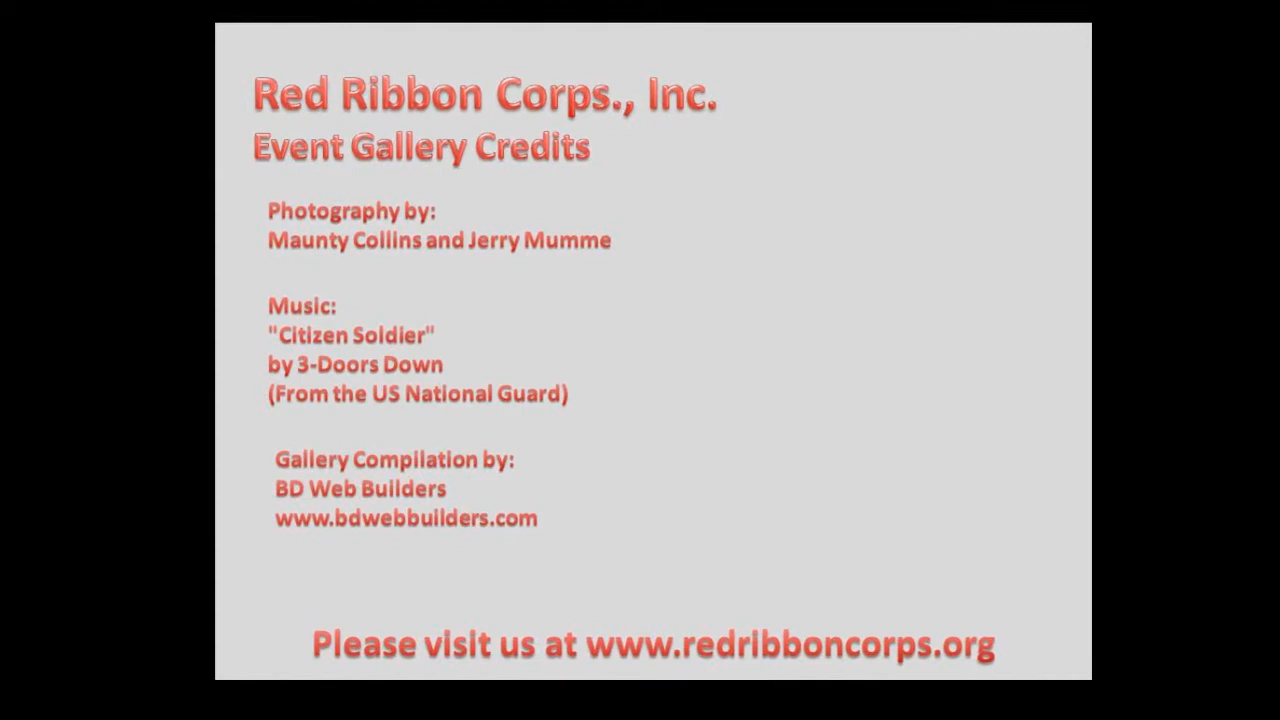 Red Ribbon Corps., Inc.
Event Gallery Credits
Photography by:
Maunty Collins and Jerry Mumme
Music:
"Citizen Soldier"
by 3-Doors Down
(From the US National Guard)
Gallery Compilation by:
BD Web Builders
www.bdwebbuilders.com
Please visit us at www.redribboncorps.org